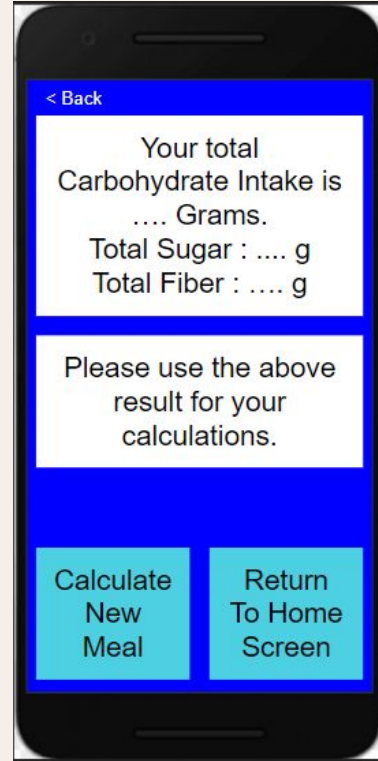 < Back
Your total
Carbohydrate Intake is
…. Grams.
Total Sugar : .... g
Total Fiber : …. g
Please use the above
result for your
calculations.
Calculate
New
Meal
Return
To Home
Screen